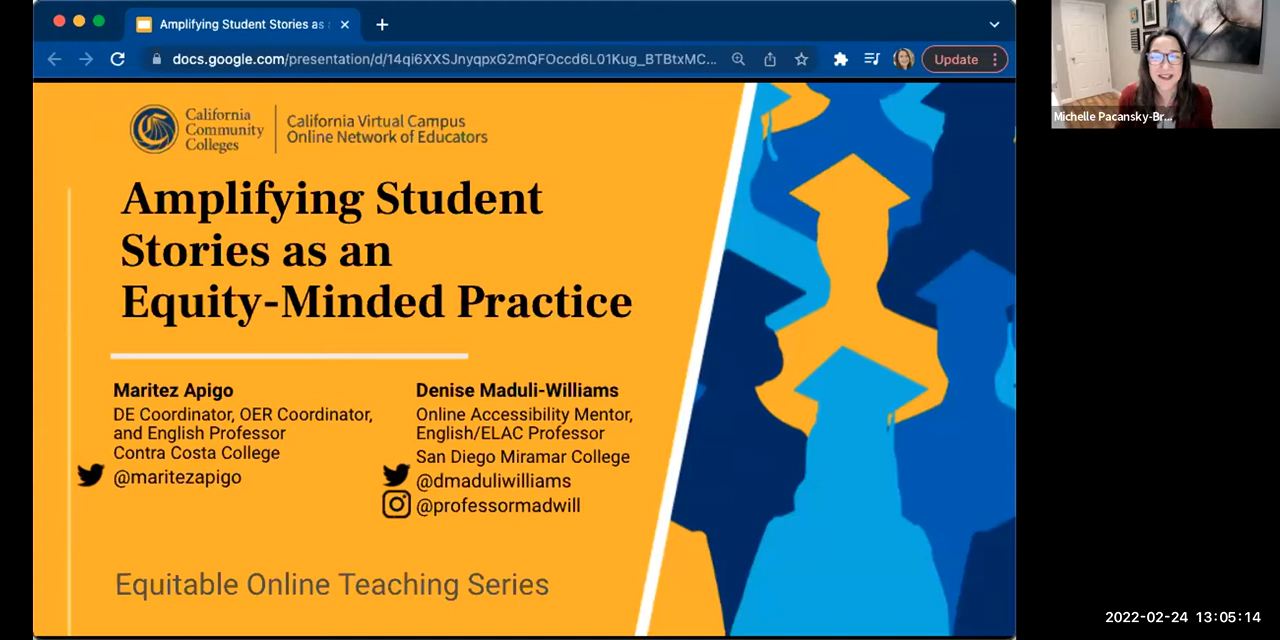 Amplifying Student Stories as
docs.google.com/presentation/d/14qi6XXSJnyqpxG2mQFOccd6L01Kug_BTBtxMC...
Update
Michelle Pacansky-Br...
California
Community
Colleges
California Virtual Campus
Online Network of Educators
Amplifying Student
Stories as an
Equity-Minded Practice
Maritez Apigo
DE Coordinator, OER Coordinator,
and English Professor
Contra Costa College
@maritezapigo
Denise Maduli-Williams
Online Accessibility Mentor,
English/ELAC Professor
San Diego Miramar College
@dmaduliwilliams
@professormadwill
Equitable Online Teaching Series
2022-02-24 13:05:14